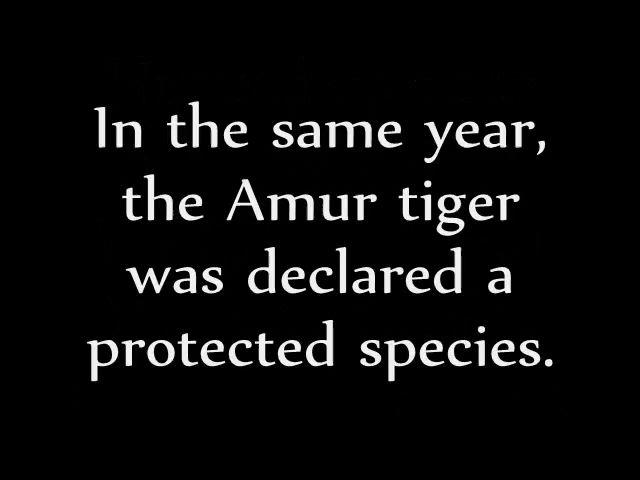 In the same year,
the Amur tiger
was declared a
protected species.